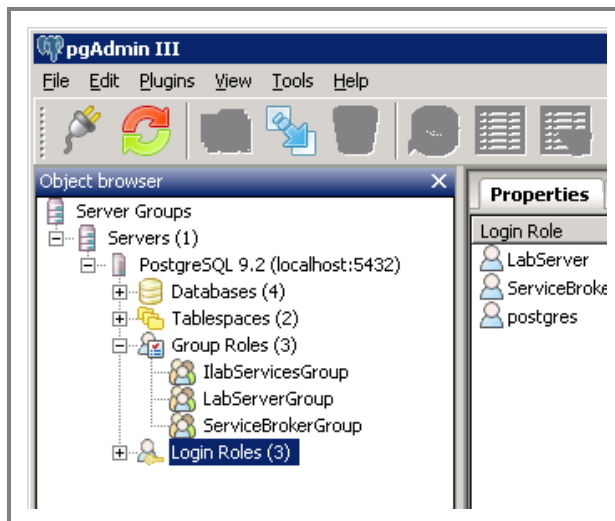 pgAdmin III
File Edit Plugins View Tools Help
Object browser
Server Groups
Servers (1)
PostgreSQL 9.2 (localhost:5432)
Databases (4)
Tablespaces (2)
Group Roles (3)
IlabServicesGroup
LabServerGroup
ServiceBrokerGroup
Login Roles (3)
Properties
Login Role
LabServer
ServiceBroke
postgres